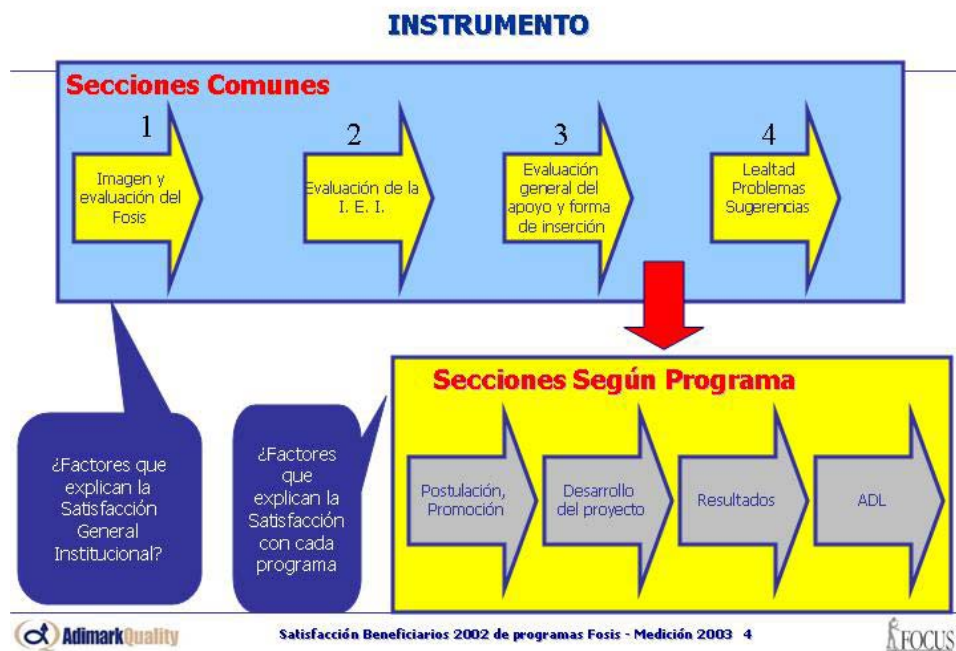 INSTRUMENTO
Secciones Comunes
1
Imagen y
evaluación del
Fosis
2
Evaluación de la
I. E. I.
3
Evaluación
general del
apoyo y forma
de inserción
4
Lealtad
Problemas
Sugerencias
¿Factores que
explican la
Satisfacción
General
Institucional?
¿Factores
que
explican la
Satisfacción
con cada
programa
Secciones Según Programa
Postulación,
Promoción
Desarrollo
del proyecto
Resultados
ADL
AdimarkQuality
Satisfacción Beneficiarios 2002 de programas Fosis - Medición 2003 4
FOCUS